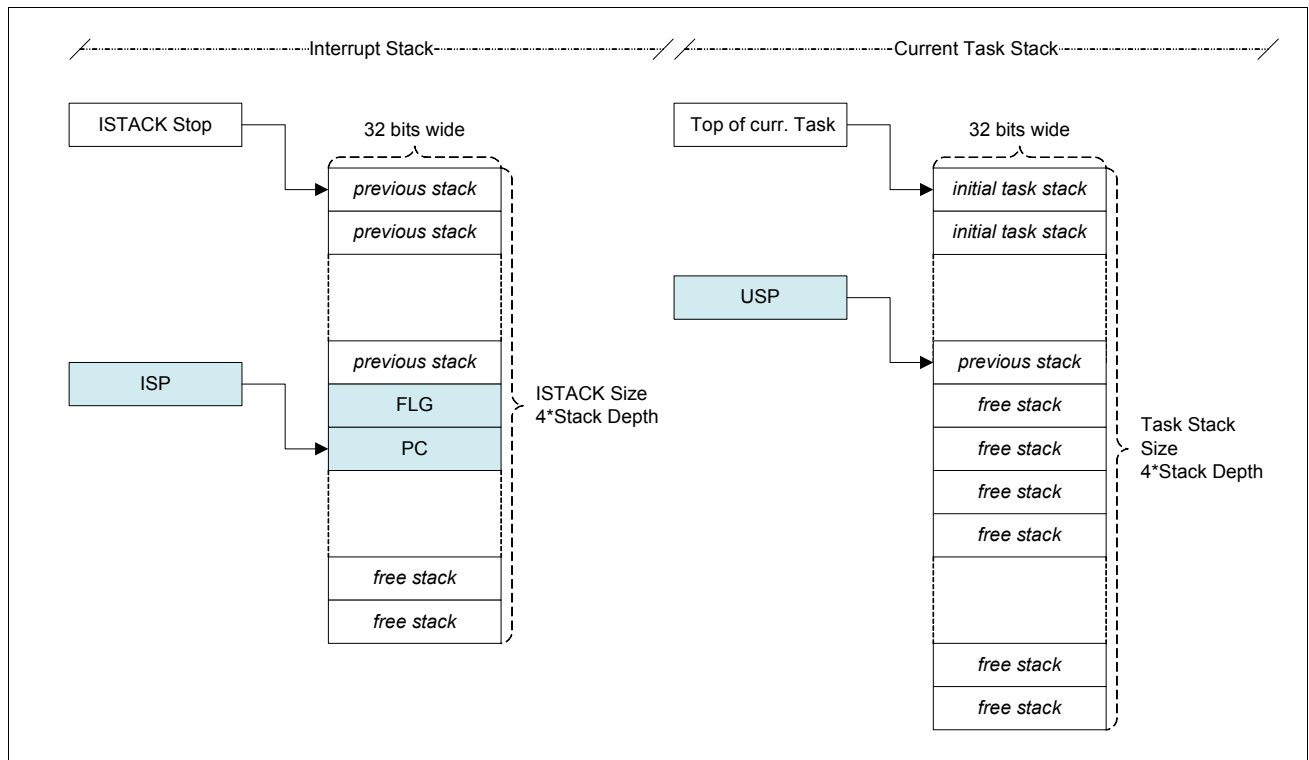 Interrupt Stack
Current Task Stack
ISTACK Stop
32 bits wide
Top of curr. Task
32 bits wide
previous stack
previous stack
initial task stack
initial task stack
USP
previous stack
previous stack
ISP
FLG
PC
ISTACK Size
4*Stack Depth
free stack
free stack
free stack
free stack
Task Stack
Size
4*Stack Depth
free stack
free stack
free stack
free stack